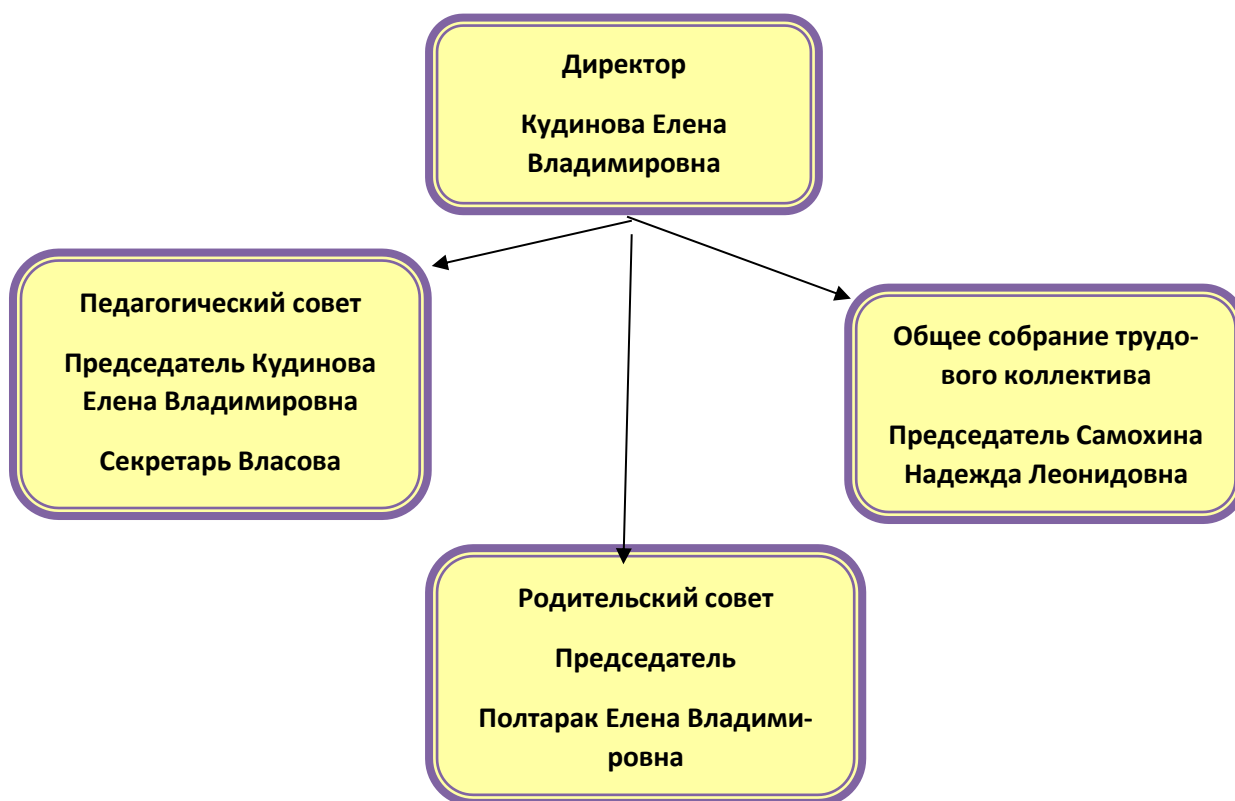 Директор
Кудинова Елена
Владимировна
Педагогический совет
Председатель Кудинова
Елена Владимировна
Секретарь Власова
Общее собрание трудо-
вого коллектива
Председатель Самохина
Надежда Леонидовна
Родительский совет
Председатель
Полтарак Елена Владими-
ровна